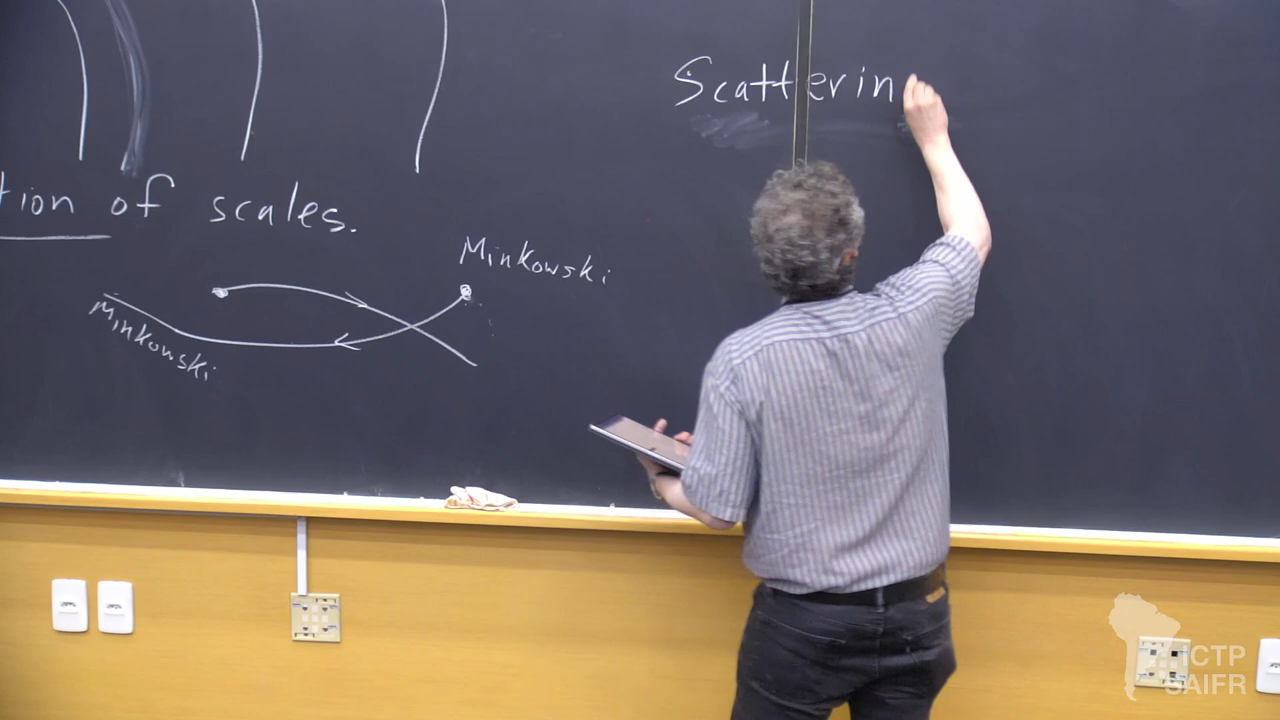 Scatterin
tion of scales.
Minkowski
Minkowski
ICTP
SAIFR